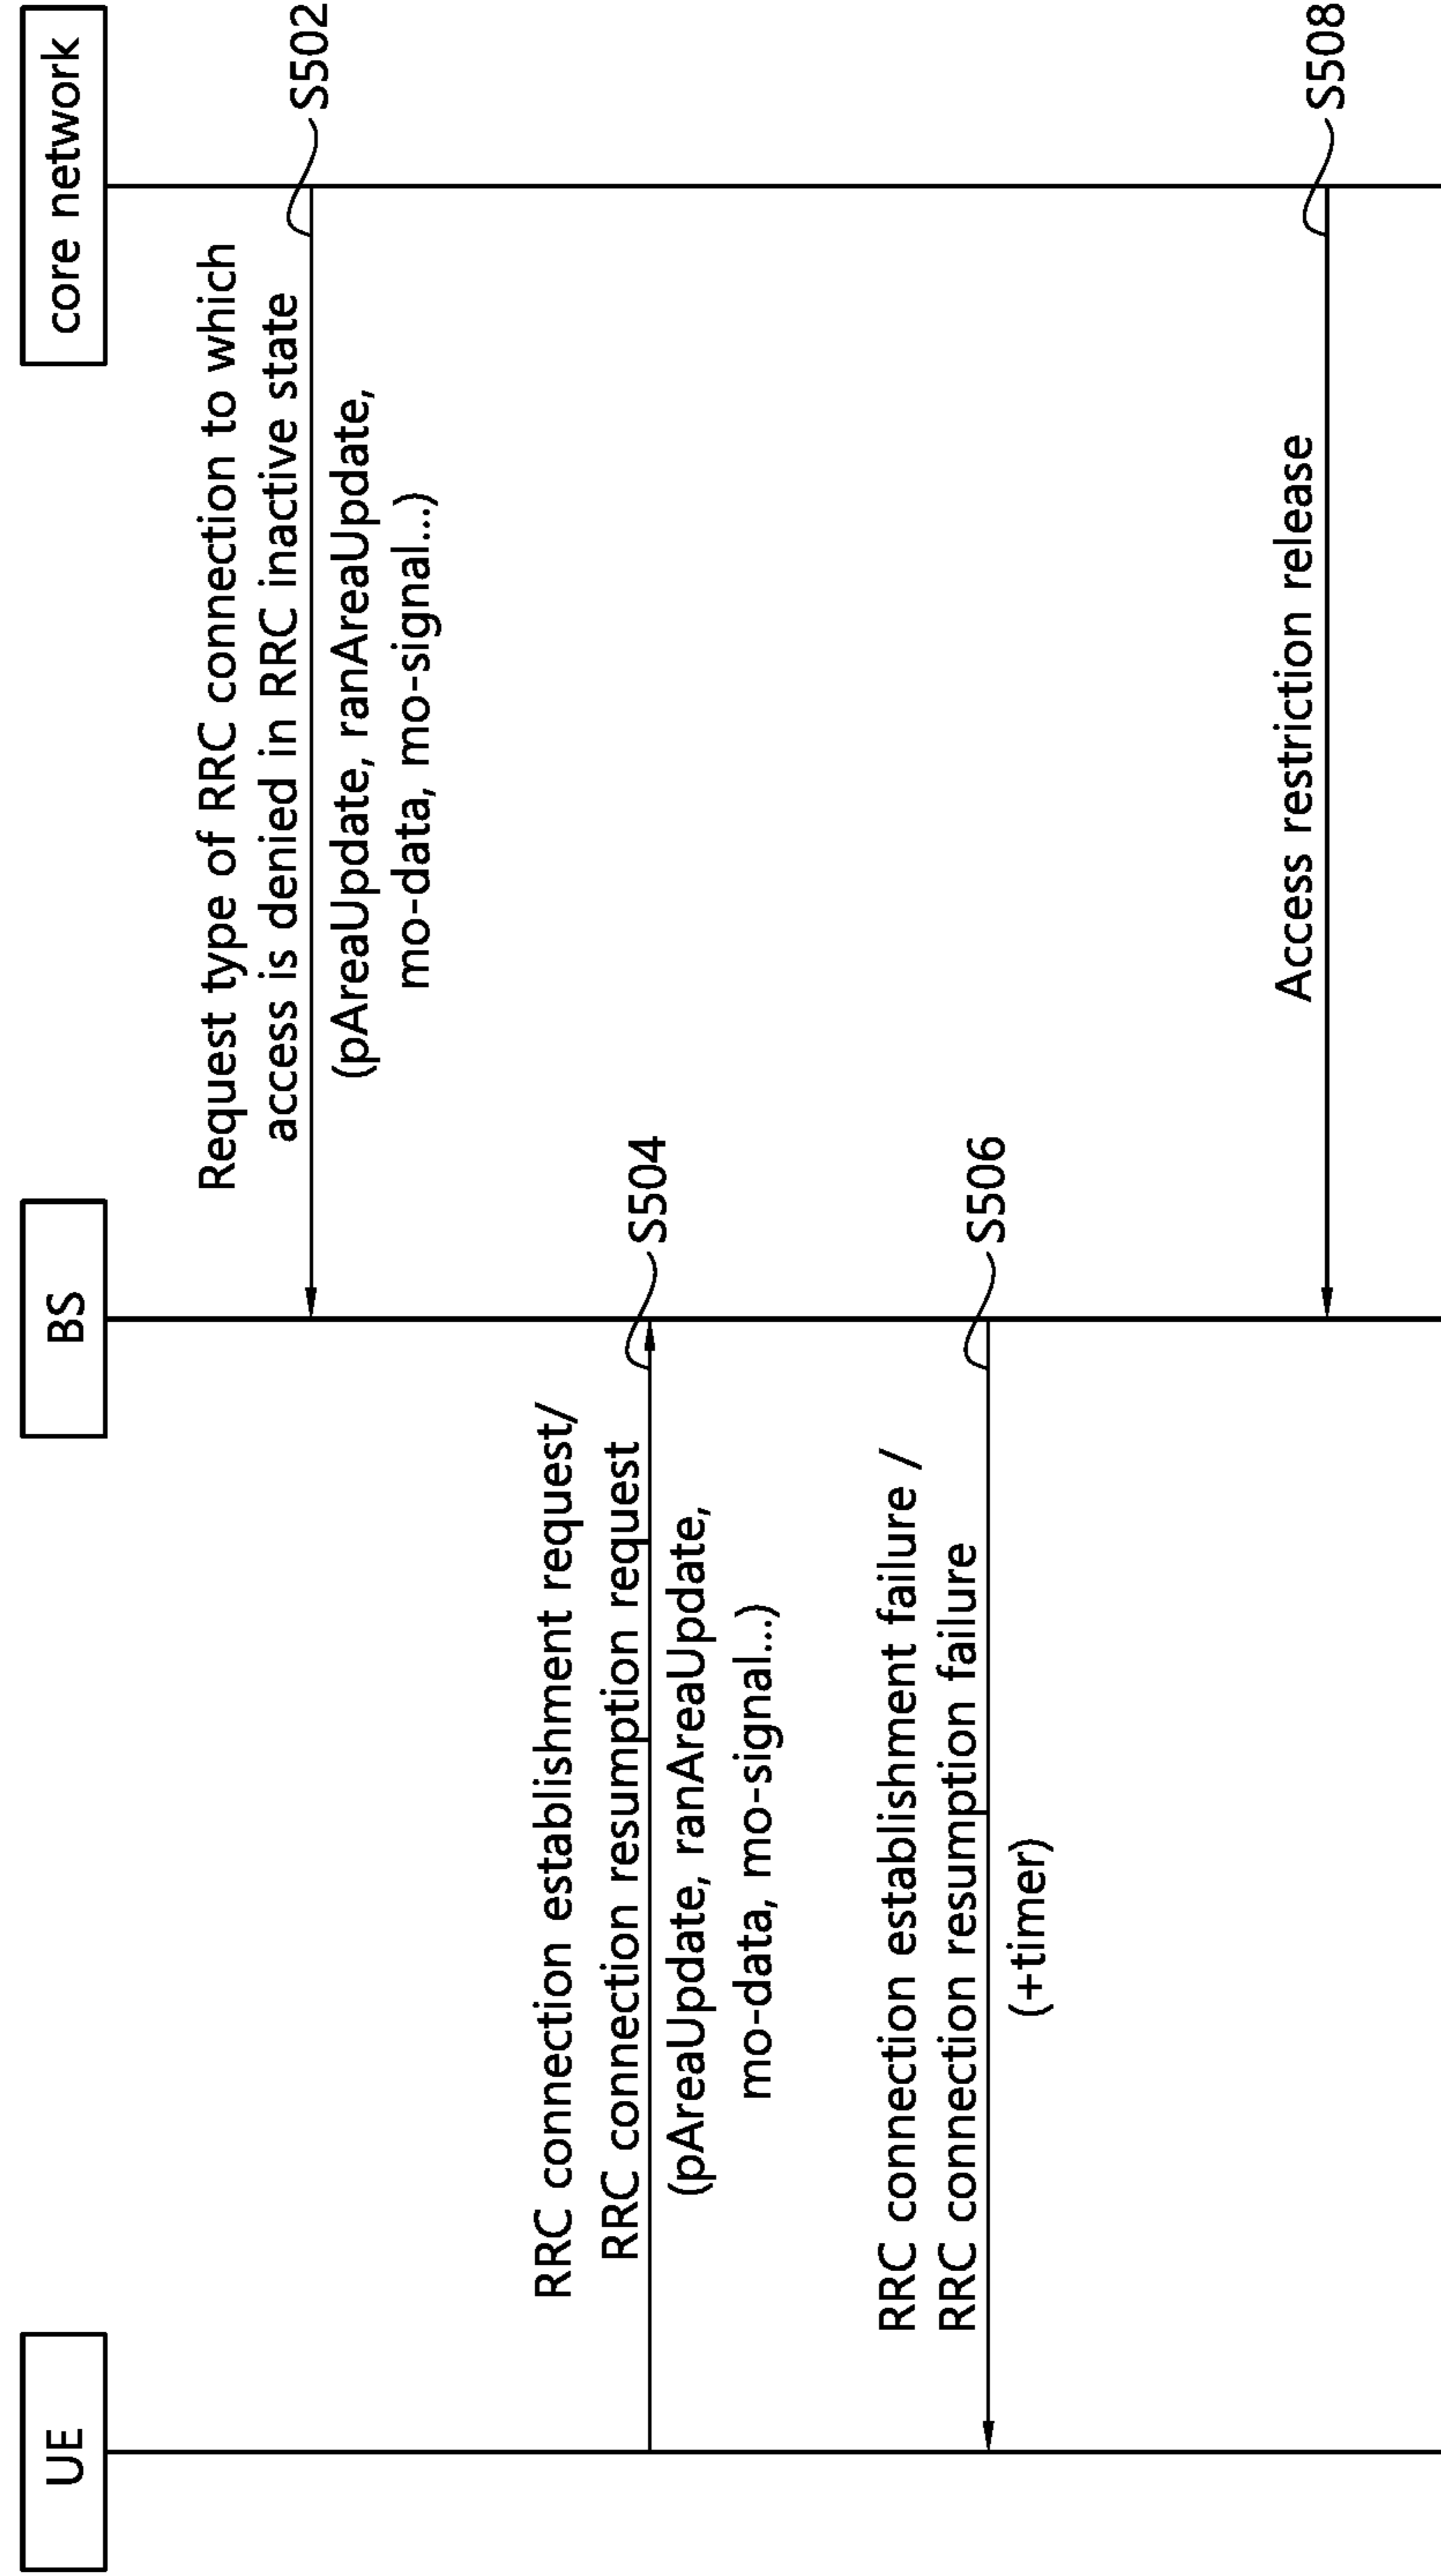 UE
BS
core network
Request type of RRC connection to which
access is denied in RRC inactive state
S502
(pAreaUpdate, ranAreaUpdate,
mo-data, mo-signal...)
RRC connection establishment request/
RRC connection resumption request
S504
(pAreaUpdate, ranAreaUpdate,
mo-data, mo-signal...)
RRC connection establishment failure /
RRC connection resumption failure
S506
(+timer)
Access restriction release
S508